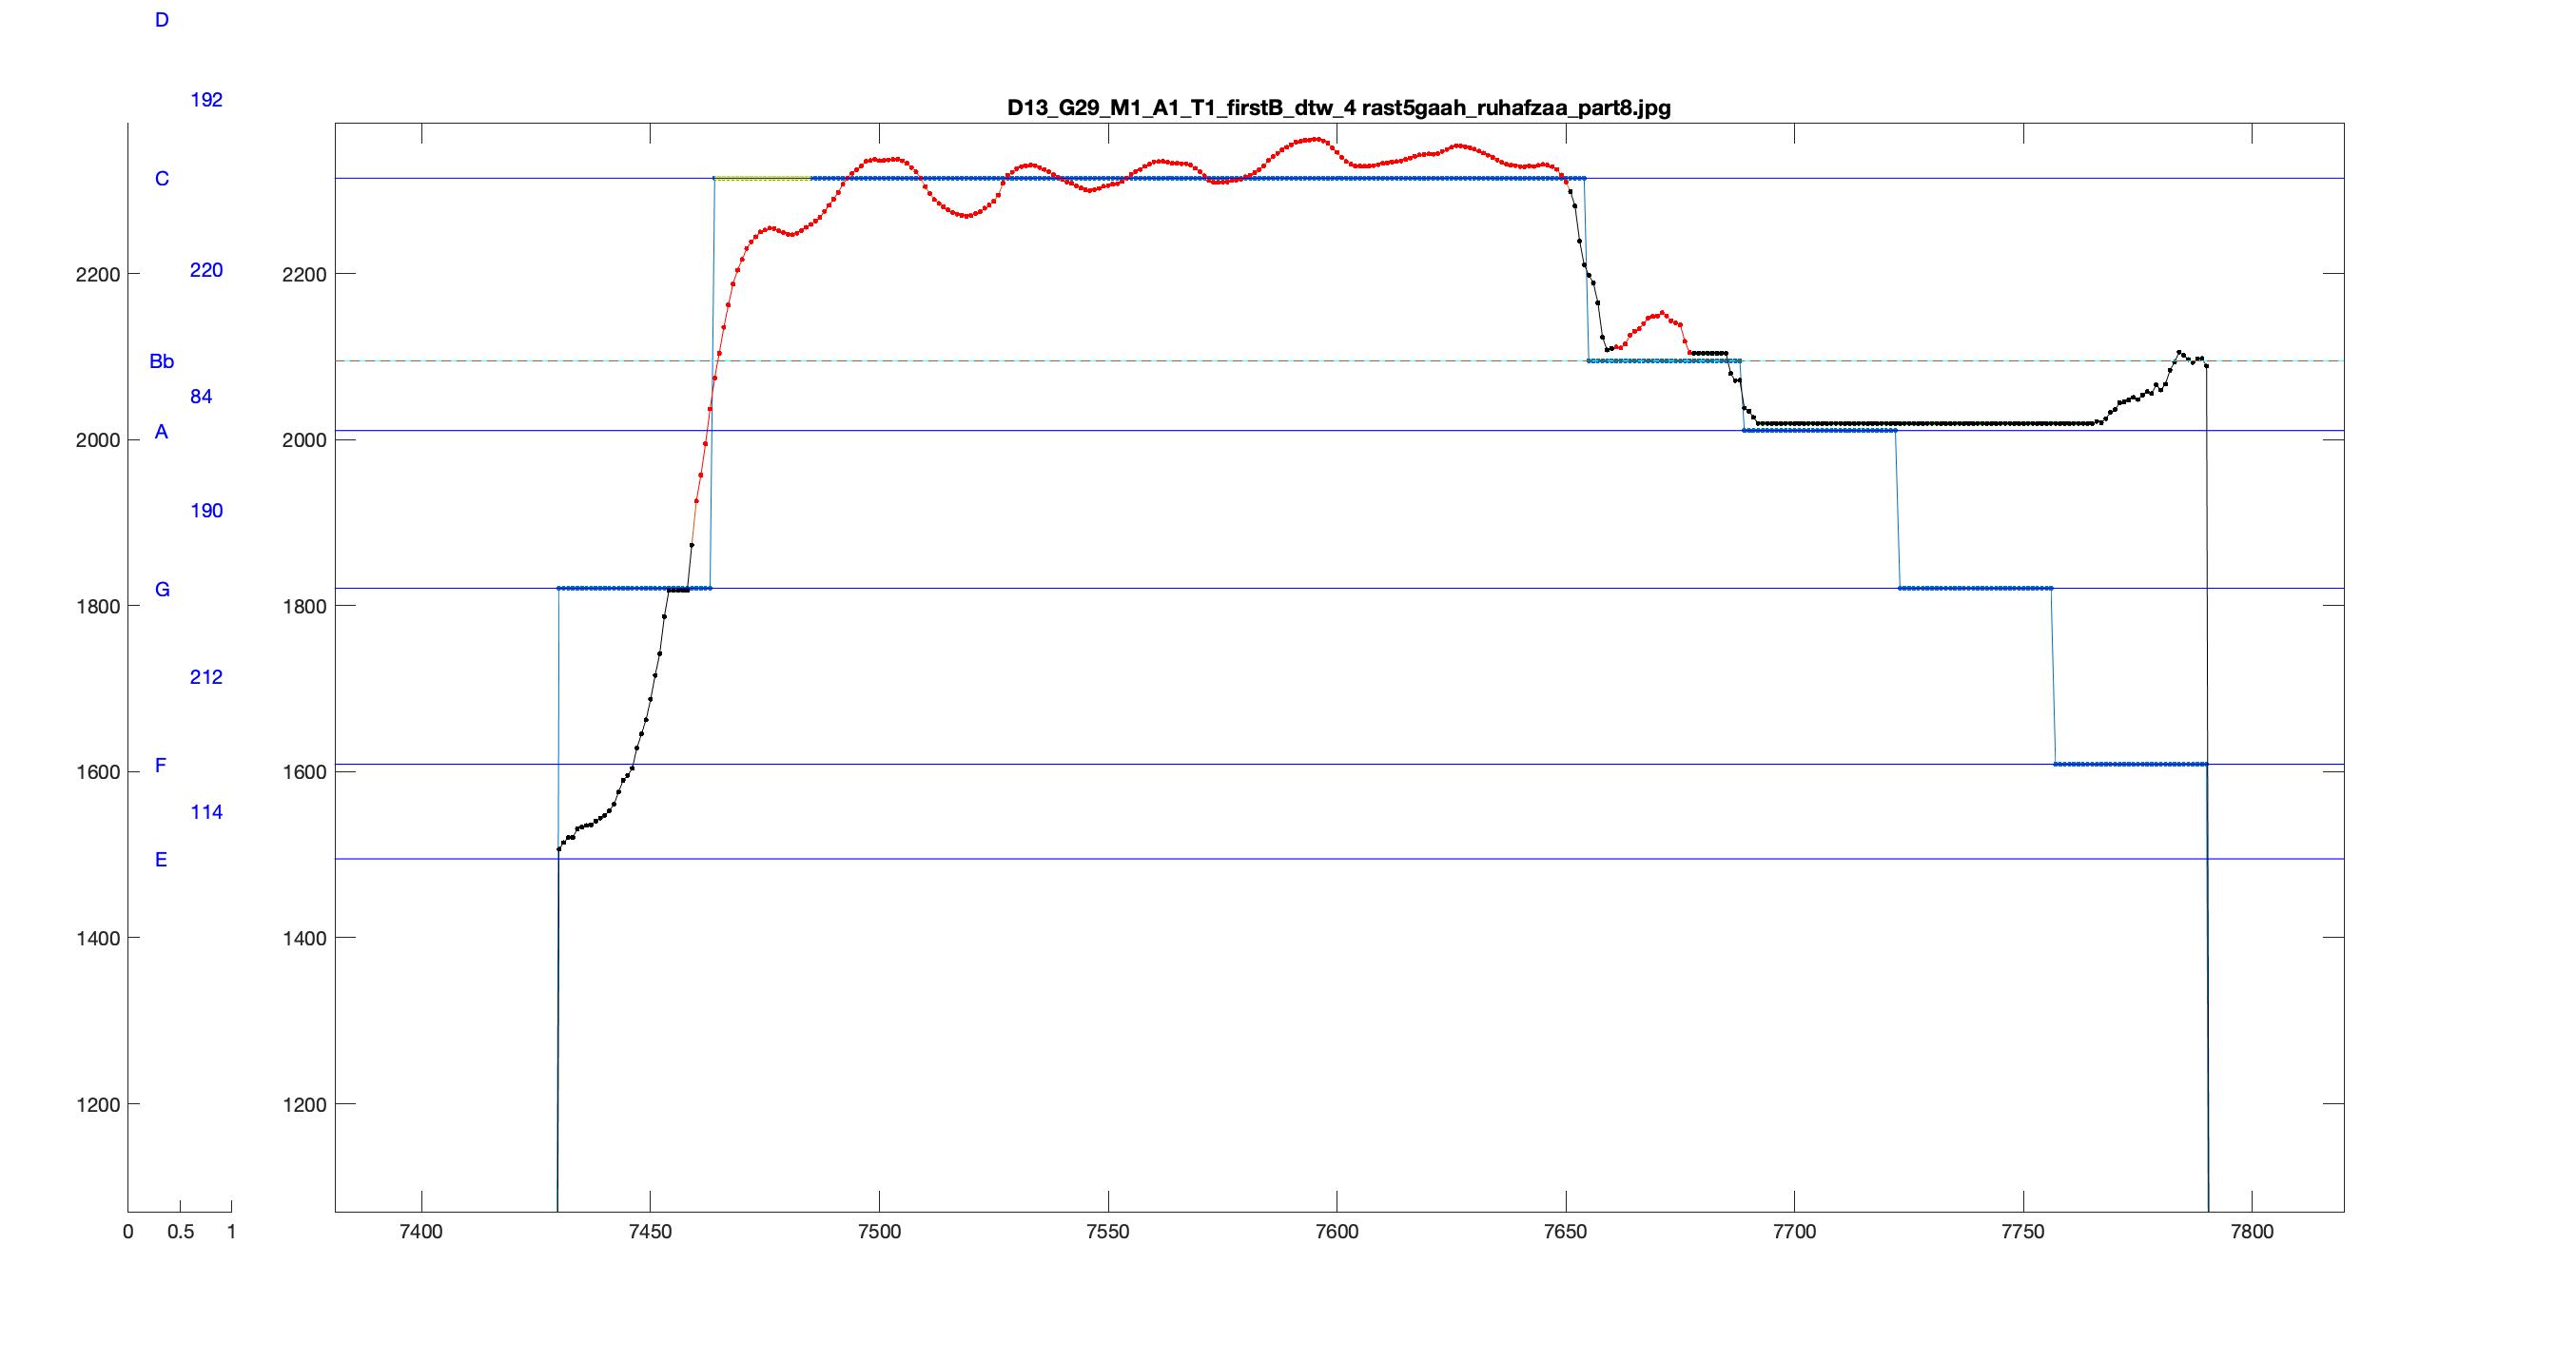 D
192
D13_G29_M1_A1_T1_firstB_dtw_4 rast5gaah_ruhafzaa_part8.jpg
C
2200 220 2200
Bb
84
2000 A 2000
190
1800 G 1800
212
1600 F 1600
114
E
1400 1400
1200 1200
0 0.5 1 7400 7450 7500 7550 7600 7650 7700 7750 7800